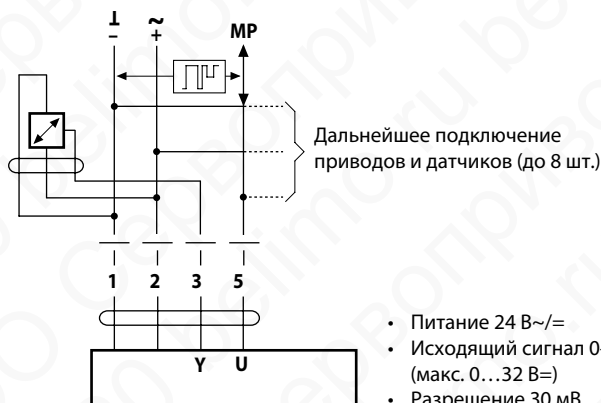 ⊥ ~
– + MP
Дальнейшее подключение
приводов и датчиков (до 8 шт.)
1 2 3 5
Y U
• Питание 24 В~/=
• Исходящий сигнал 0
(макс. 0…32 В=)
• Разрешение 30 мВ